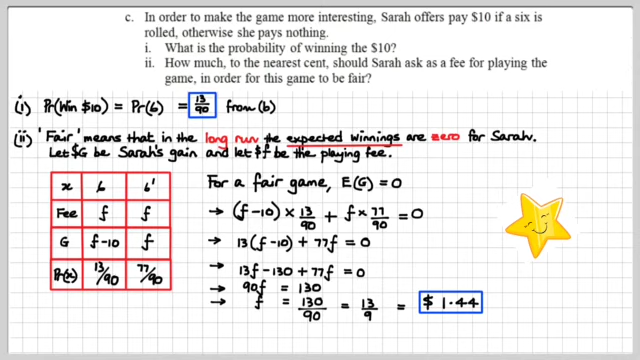 c. In order to make the game more interesting, Sarah offers pay $10 if a six is
rolled, otherwise she pays nothing.
i. What is the probability of winning the $10?
ii. How much, to the nearest cent, should Sarah ask as a fee for playing the
game, in order for this game to be fair?
(i) Pr(Win $10) = Pr(6) = 13/90 from (b)
(ii) 'Fair' means that in the long run the expected winnings are zero for Sarah.
Let $G be Sarah's gain and let $f be the playing fee.
x 6 6'
Fee f f
G f-10 f
Pr(x) 13/90 77/90
For a fair game, E(G) = 0
→ (f-10) × 13/90 + f × 77/90 = 0
→ 13(f-10) + 77f = 0
→ 13f - 130 + 77f = 0
→ 90f = 130
→ f = 130/90 = 13/9 = $1.44